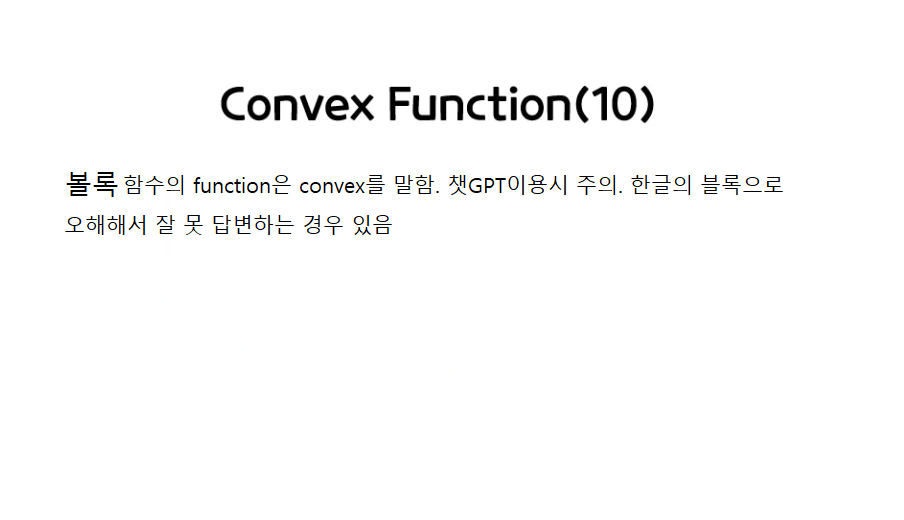 Convex Function(10)
볼록 함수의 function은 convex를 말함. 챗GPT이용시 주의. 한글의 블록으로
오해해서 잘 못 답변하는 경우 있음